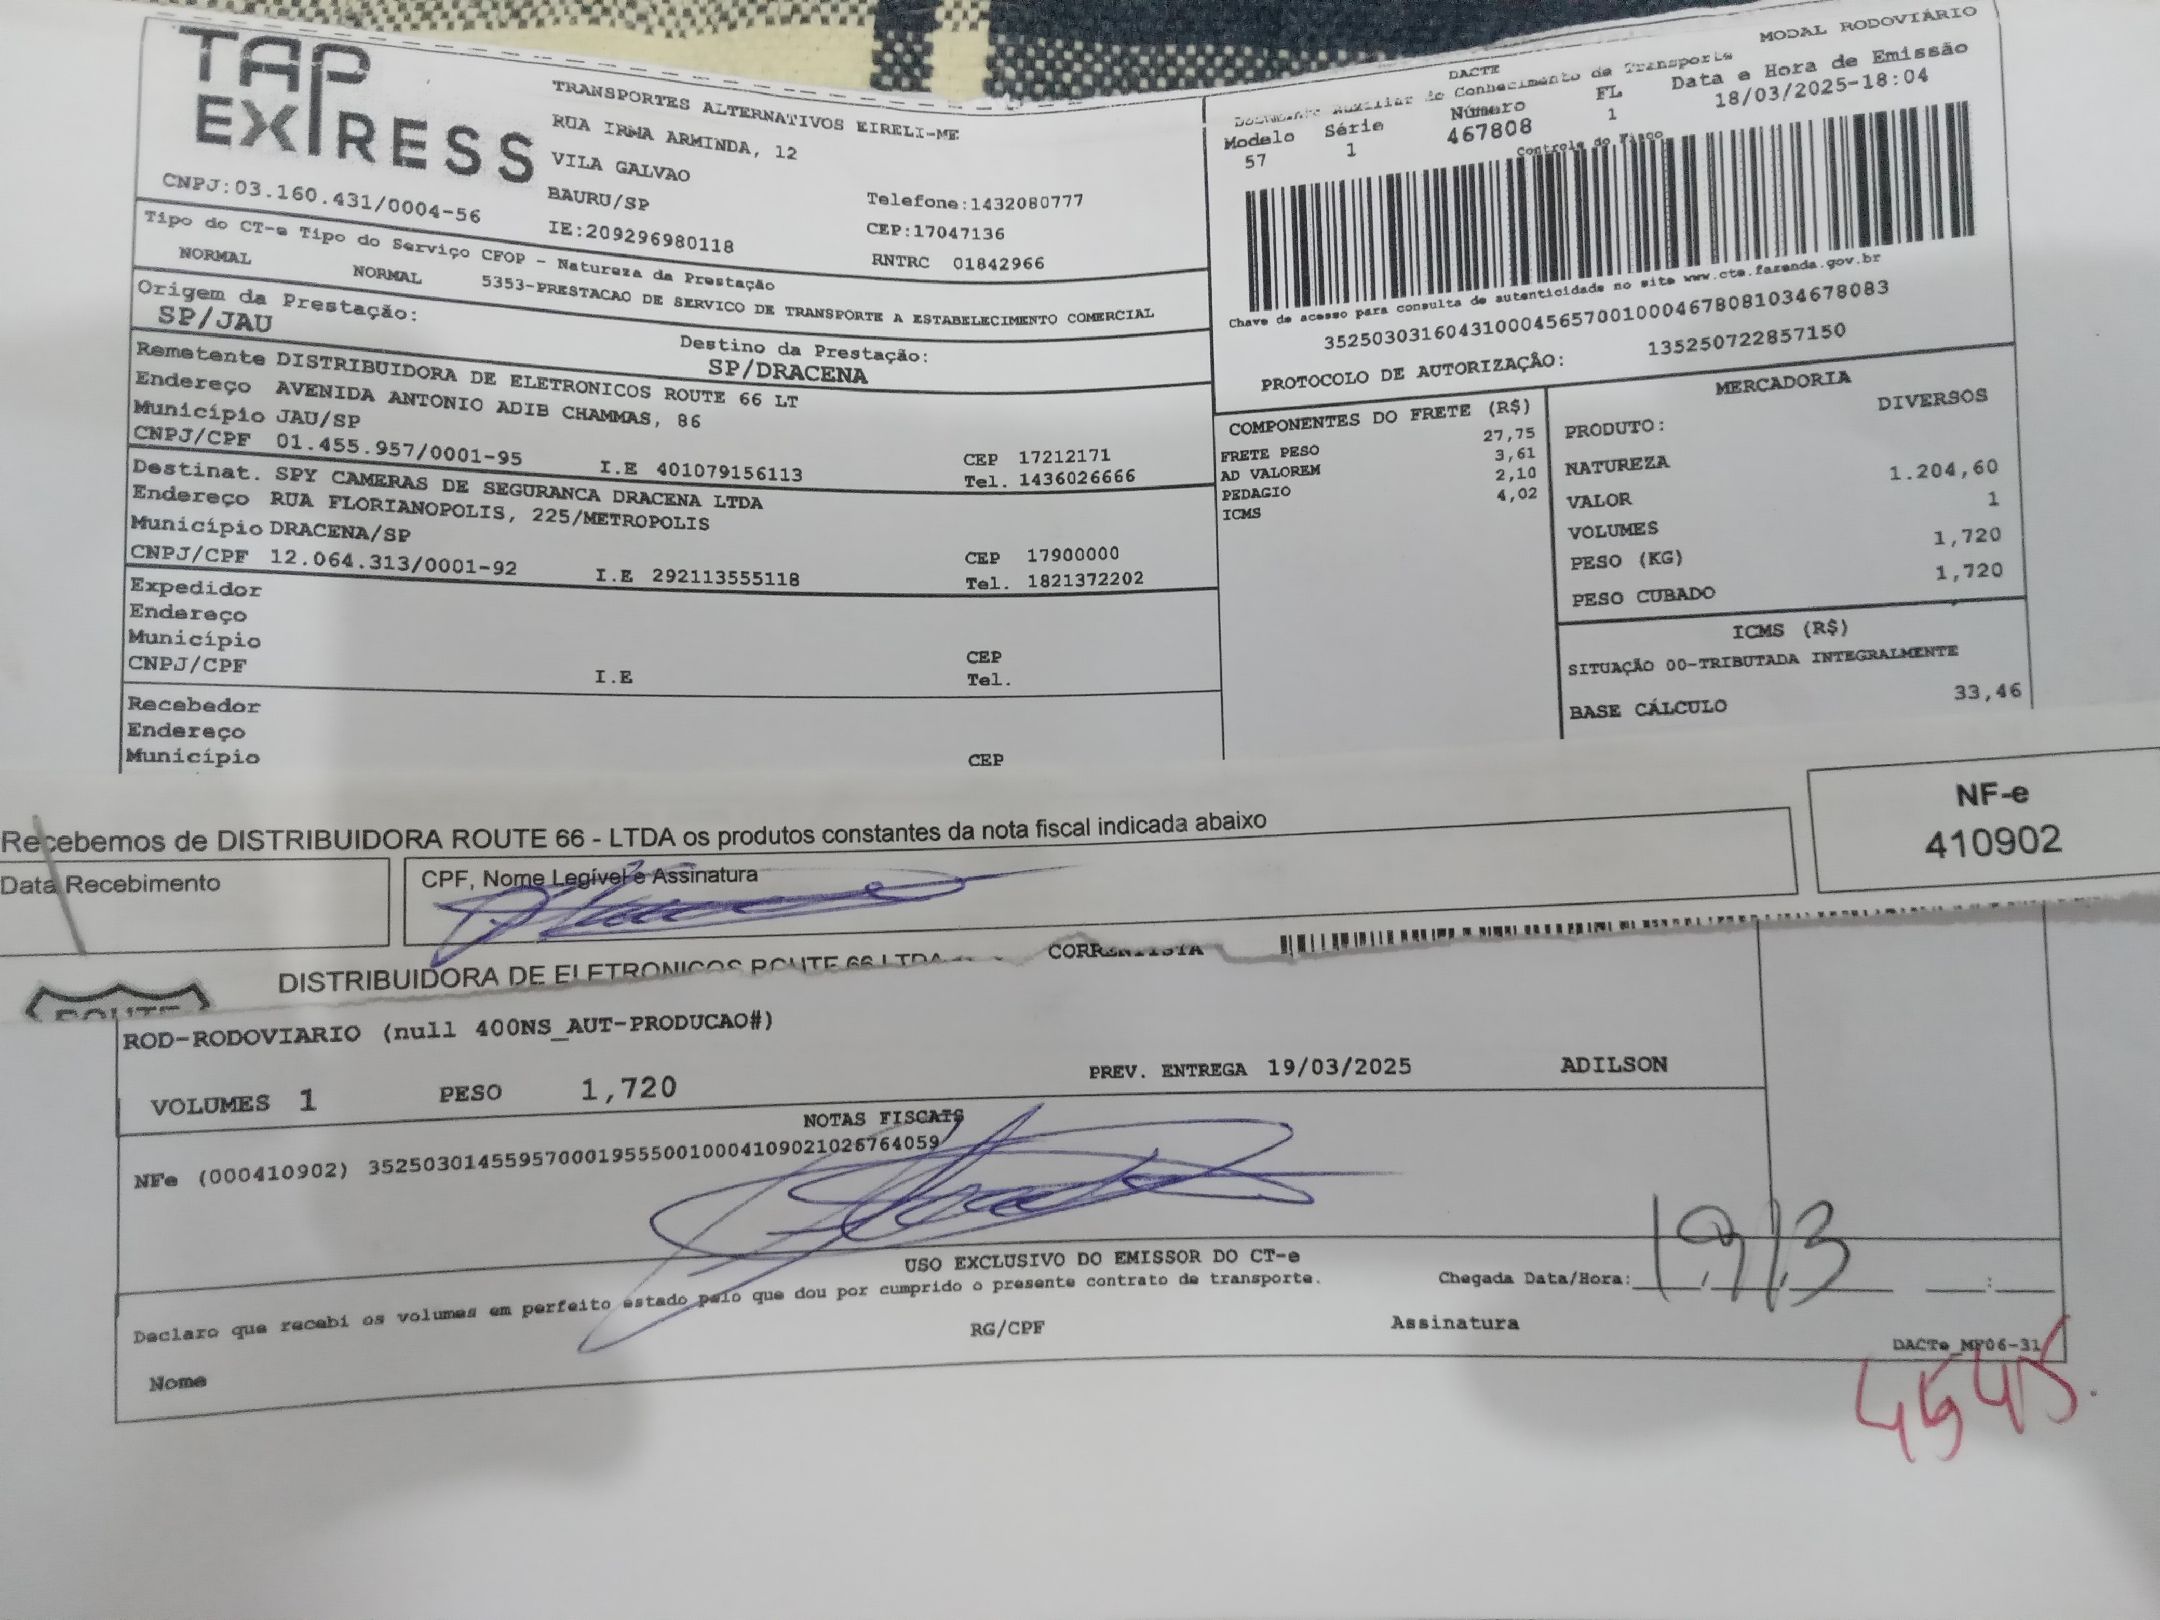 TAP
EXPRESS
CNPJ:03.160.431/0004-56
TRANSPORTES ALTERNATIVOS EIRELI-ME
RUA IRMA ARMINDA, 12
VILA GALVAO
BAURU/SP
IE:209296980118
Telefone:1432080777
CEP:17047136
RNTRC 01842966
Tipo do CT-e Tipo do Serviço CFOP - Natureza da Prestação
NORMAL NORMAL 5353-PRESTACAO DE SERVICO DE TRANSPORTE A ESTABELECIMENTO COMERCIAL
Origem da Prestação:
SP/JAU
Destino da Prestação:
SP/DRACENA
Remetente DISTRIBUIDORA DE ELETRONICOS ROUTE 66 LT
Endereço AVENIDA ANTONIO ADIB CHAMMAS, 86
Município JAU/SP
CEP 17212171
CNPJ/CPF 01.455.957/0001-95 I.E 401079156113 Tel. 1436026666
Destinat. SPY CAMERAS DE SEGURANCA DRACENA LTDA
Endereço RUA FLORIANOPOLIS, 225/METROPOLIS
Município DRACENA/SP
CEP 17900000
CNPJ/CPF 12.064.313/0001-92 I.E 292113555118 Tel. 1821372202
Expedidor
Endereço
Município
CEP
CNPJ/CPF I.E Tel.
Recebedor
Endereço
Município CEP
DACTE
MODAL RODOVIÁRIO
Documento Auxiliar de Conhecimento de Transporte
Modelo Série Número FL Data e Hora de Emissão
57 1 467808 1 18/03/2025-18:04
Controle do Fisco
Chave de acesso para consulta de autenticidade no site www.cte.fazenda.gov.br
35250303160431000456570010004678081034678083
PROTOCOLO DE AUTORIZAÇÃO: 135250722857150
COMPONENTES DO FRETE (R$)
FRETE PESO 27,75
AD VALOREM 3,61
PEDAGIO 2,10
ICMS 4,02
MERCADORIA
PRODUTO: DIVERSOS
NATUREZA
VALOR 1.204,60
VOLUMES 1
PESO (KG) 1,720
PESO CUBADO 1,720
ICMS (R$)
SITUAÇÃO 00-TRIBUTADA INTEGRALMENTE
BASE CÁLCULO 33,46
Recebemos de DISTRIBUIDORA ROUTE 66 - LTDA os produtos constantes da nota fiscal indicada abaixo
NF-e
410902
Data Recebimento
CPF, Nome Legível e Assinatura
DISTRIBUIDORA DE ELETRONICOS ROUTE 66 LTDA
CORRENTISTA
ROUTE
ROD-RODOVIARIO (null 400NS_AUT-PRODUCAO#)
VOLUMES 1 PESO 1,720 PREV. ENTREGA 19/03/2025 ADILSON
NOTAS FISCAIS
NFe (000410902) 35250301455957000195550010004109021026764059
USO EXCLUSIVO DO EMISSOR DO CT-e
Declaro que recebi os volumes em perfeito estado pelo que dou por cumprido o presente contrato de transporte.
Chegada Data/Hora: 19/3
Nome RG/CPF Assinatura
DACTe_MF06-31
4545.